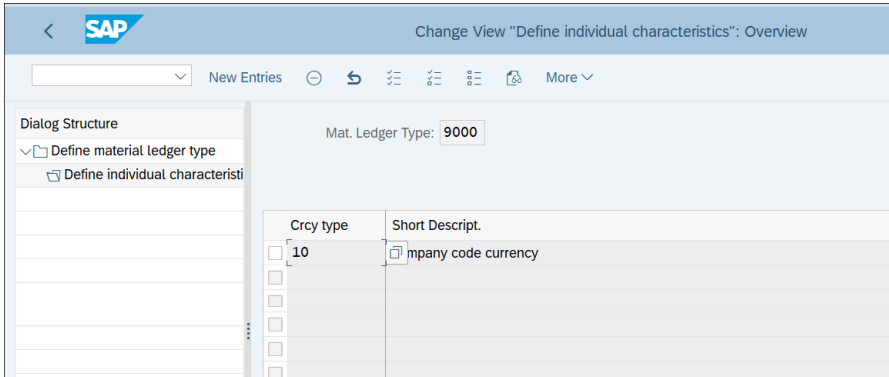 SAP
Change View "Define individual characteristics": Overview
New Entries
More
Dialog Structure
Define material ledger type
Define individual characteristi
Mat. Ledger Type: 9000
Crcy type Short Descript.
10 mpany code currency